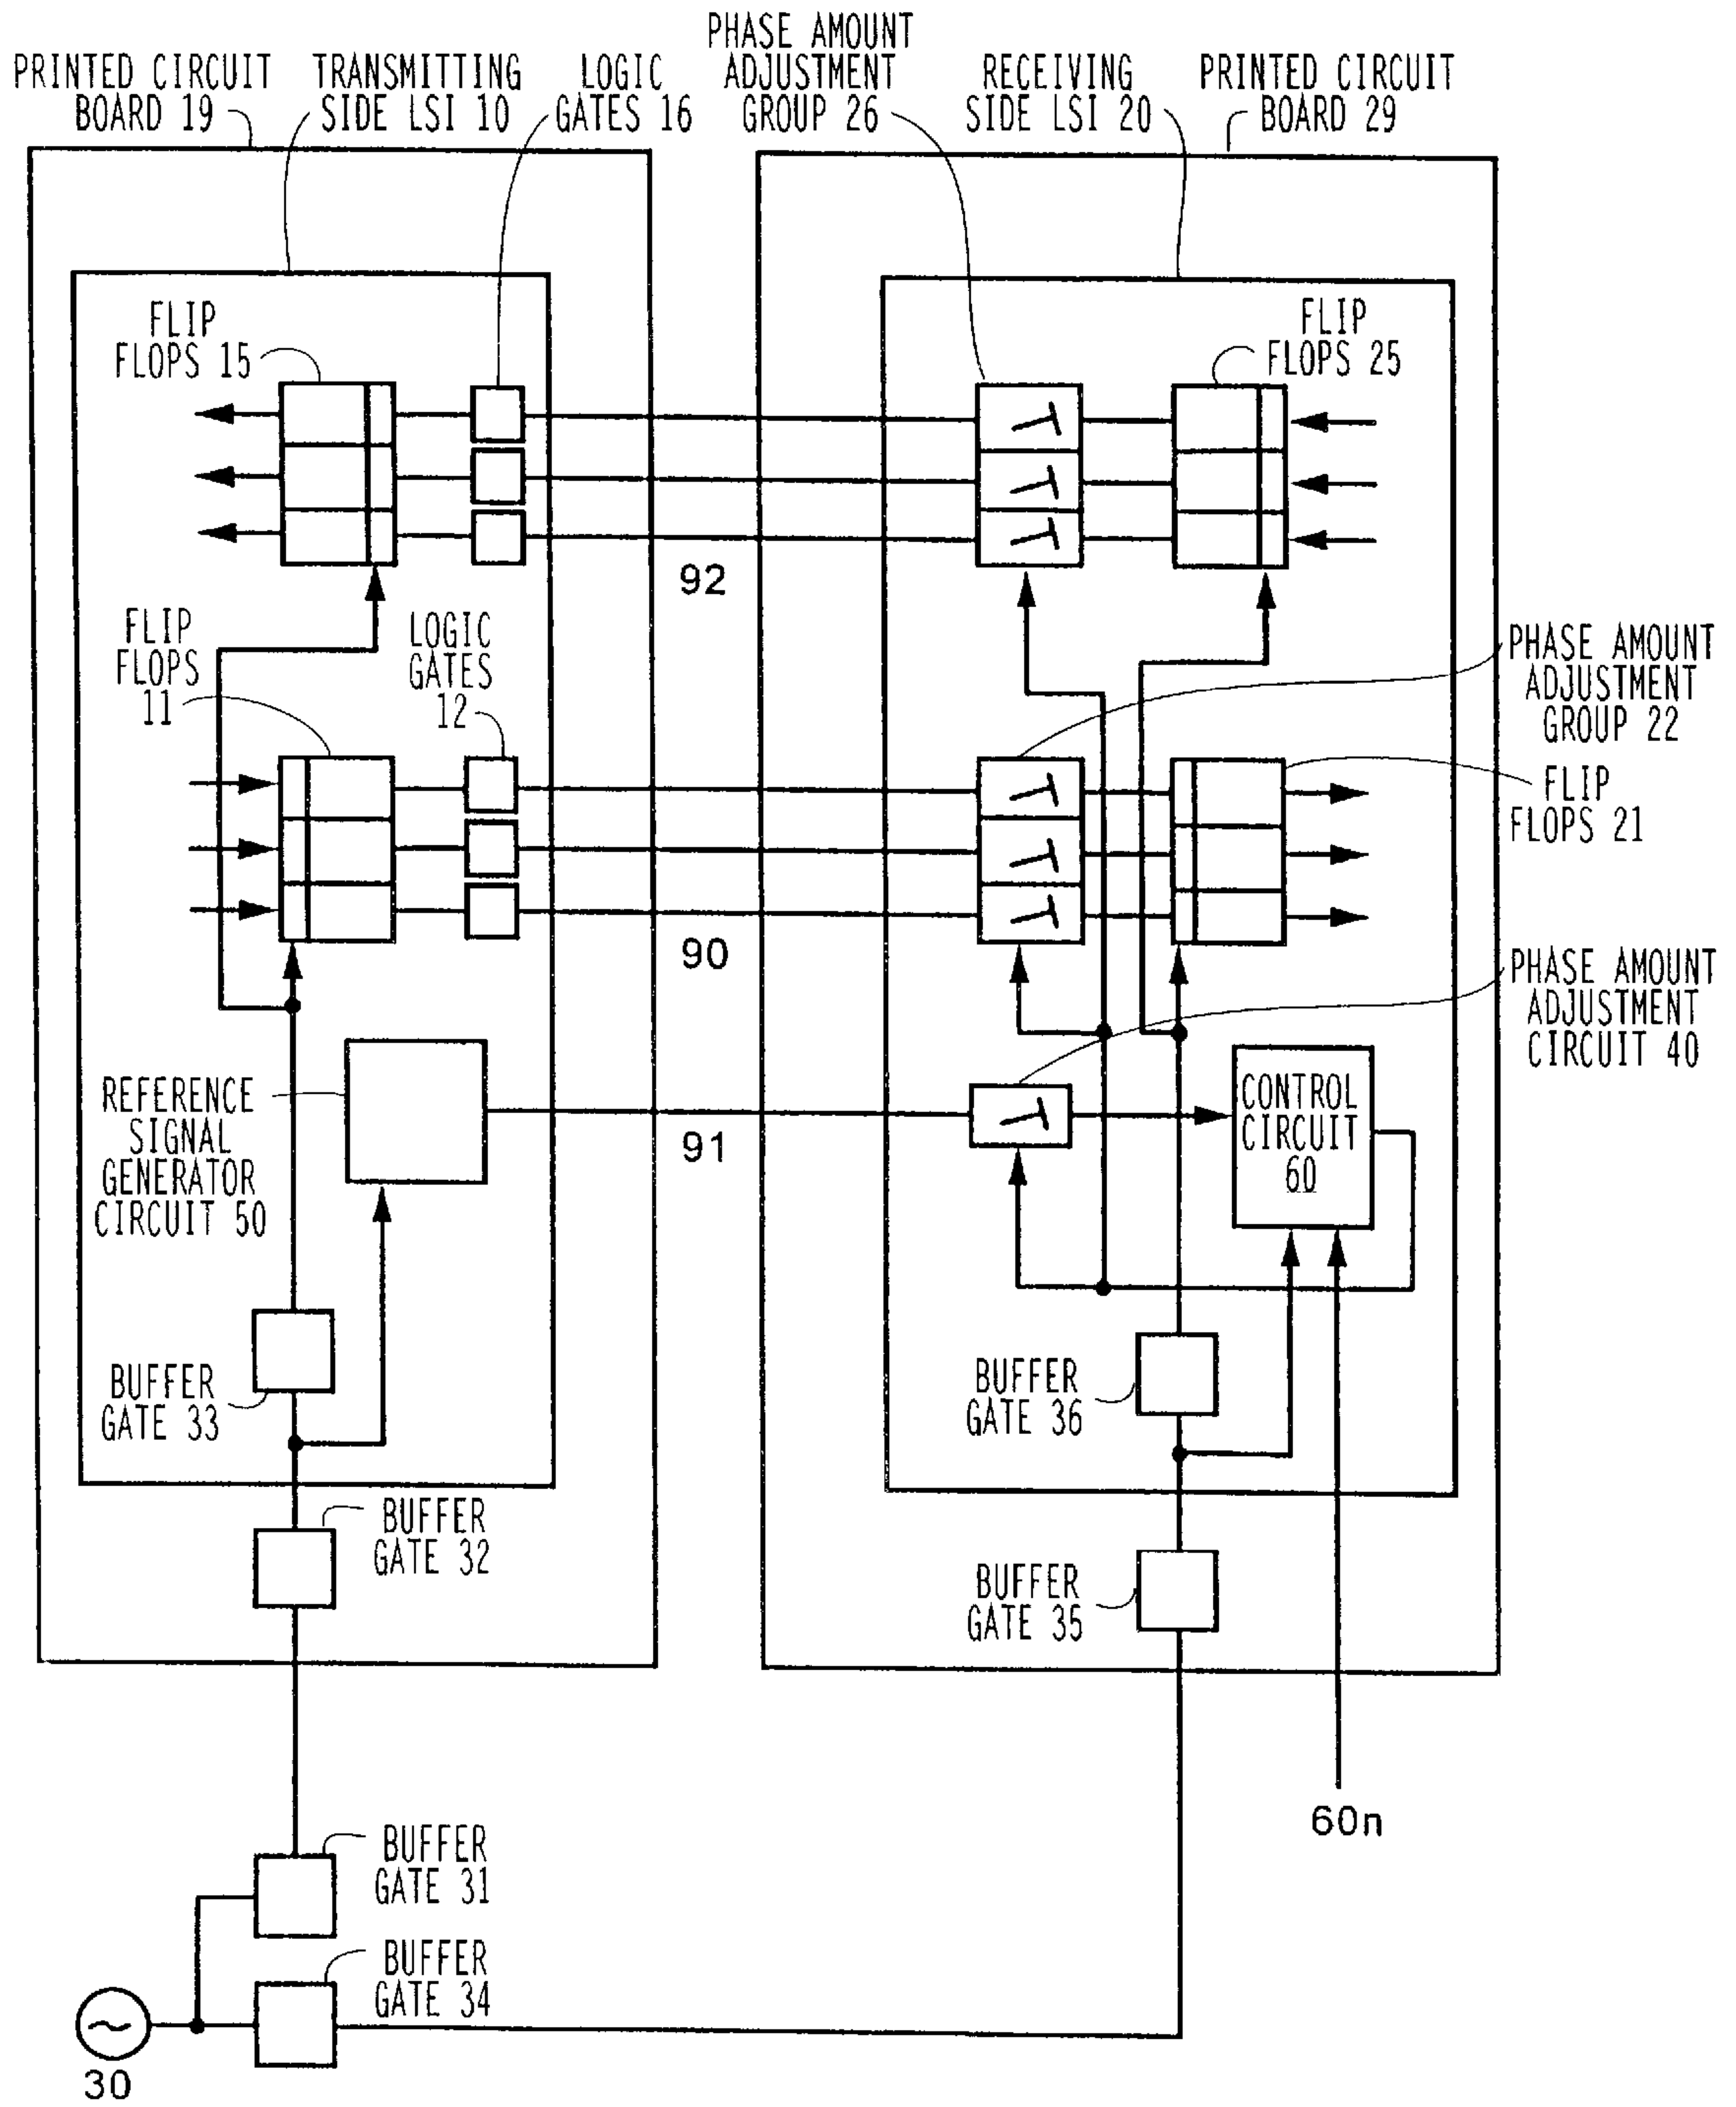 PRINTED CIRCUIT
BOARD 19
TRANSMITTING
SIDE LSI 10
LOGIC
GATES 16
PHASE AMOUNT
ADJUSTMENT
GROUP 26
RECEIVING
SIDE LSI 20
PRINTED CIRCUIT
BOARD 29
FLIP
FLOPS 15
FLIP
FLOPS 25
T
T
T
92
FLIP
FLOPS
11
LOGIC
GATES
12
PHASE AMOUNT
ADJUSTMENT
GROUP 22
T
T
T
FLIP
FLOPS 21
90
PHASE AMOUNT
ADJUSTMENT
CIRCUIT 40
REFERENCE
SIGNAL
GENERATOR
CIRCUIT 50
91
T
CONTROL
CIRCUIT
60
BUFFER
GATE 33
BUFFER
GATE 36
BUFFER
GATE 32
BUFFER
GATE 35
60n
BUFFER
GATE 31
BUFFER
GATE 34
30